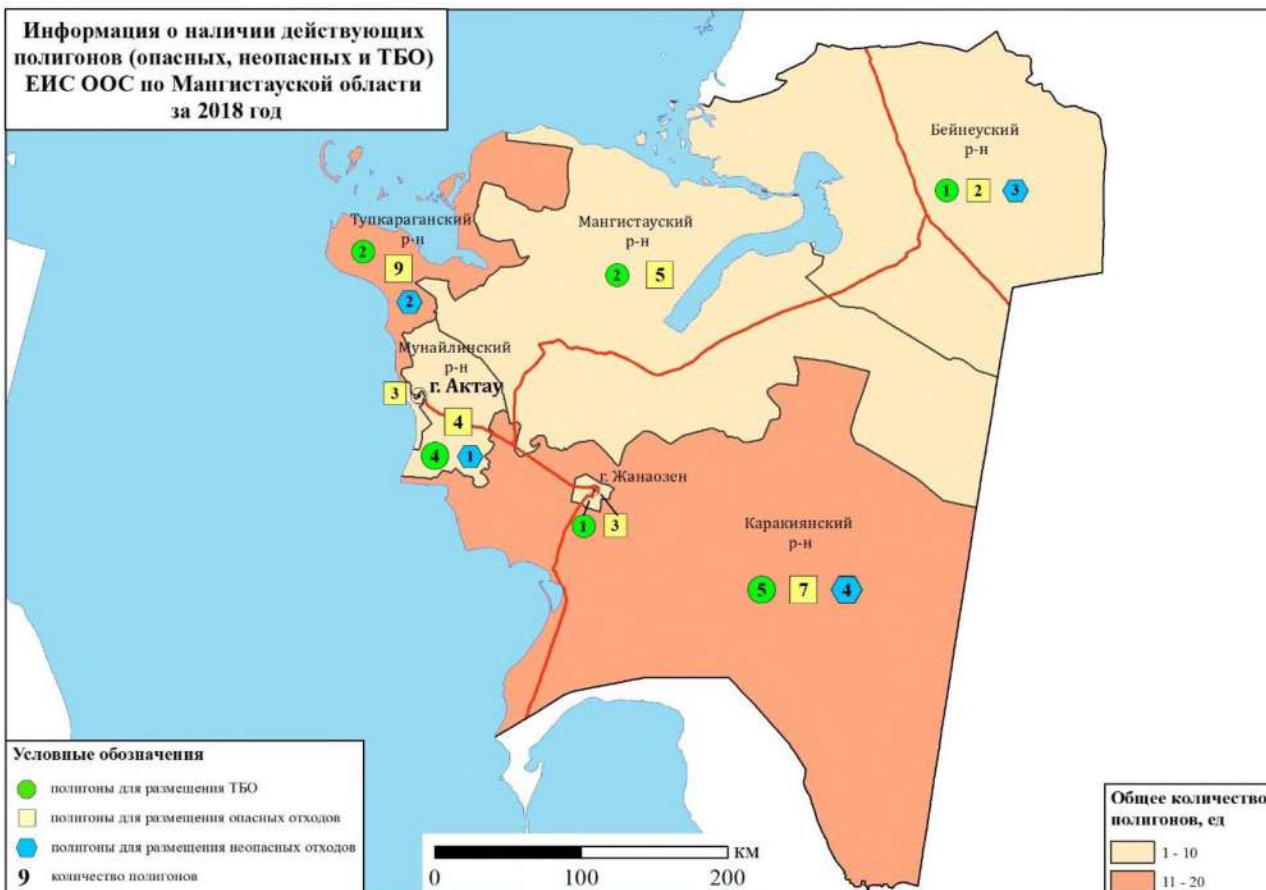 Информация о наличии действующих
полигонов (опасных, неопасных и ТБО)
ЕИС ООС по Мангистауской области
за 2018 год
Бейнеуский
р-н
1 2 3
Тупкараганский
р-н
2
9
2
Мангистауский
р-н
2 5
Мунайлинский
р-н
3 г. Актау
4
4 1
г. Жанаозен
1 3
Каракиянский
р-н
5 7 4
Условные обозначения
полигоны для размещения ТБО
полигоны для размещения опасных отходов
полигоны для размещения неопасных отходов
9 количество полигонов
км
0 100 200
Общее количество
полигонов, ед
1 - 10
11 - 20